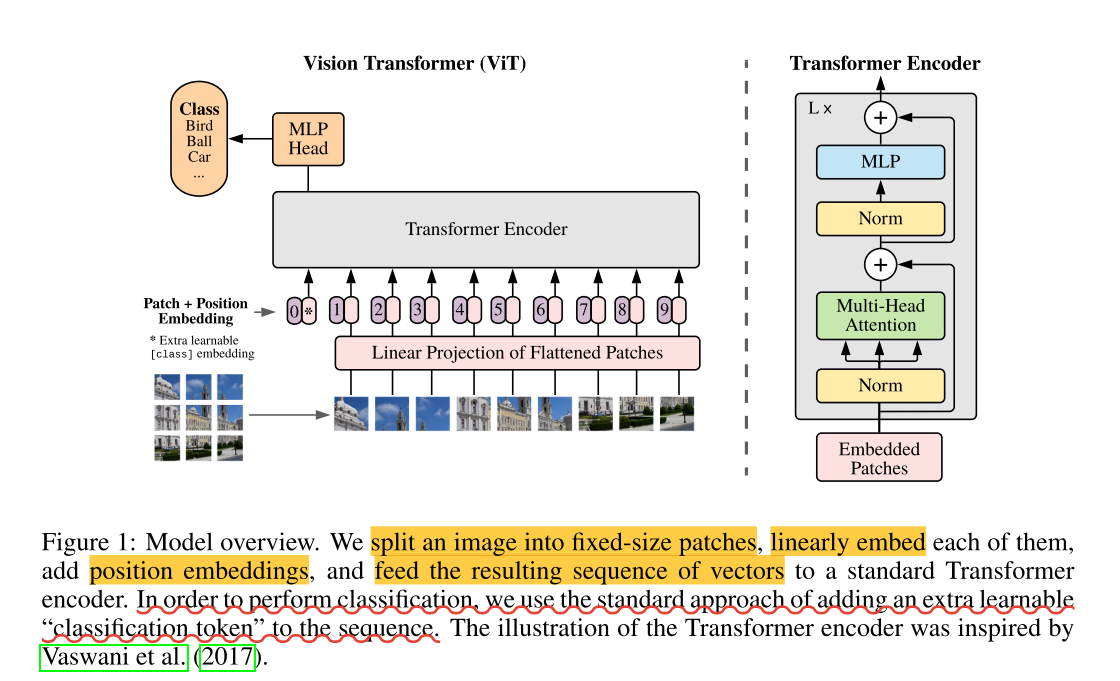 Vision Transformer (ViT)
Class
Bird
Ball
Car
...
MLP
Head
Transformer Encoder
Patch + Position
Embedding
* Extra learnable
[class] embedding
0 * 1 2 3 4 5 6 7 8 9
Linear Projection of Flattened Patches
Transformer Encoder
L x
+
MLP
Norm
+
Multi-Head
Attention
Norm
Embedded
Patches
Figure 1: Model overview. We split an image into fixed-size patches, linearly embed each of them,
add position embeddings, and feed the resulting sequence of vectors to a standard Transformer
encoder. In order to perform classification, we use the standard approach of adding an extra learnable
“classification token” to the sequence. The illustration of the Transformer encoder was inspired by
Vaswani et al. (2017).